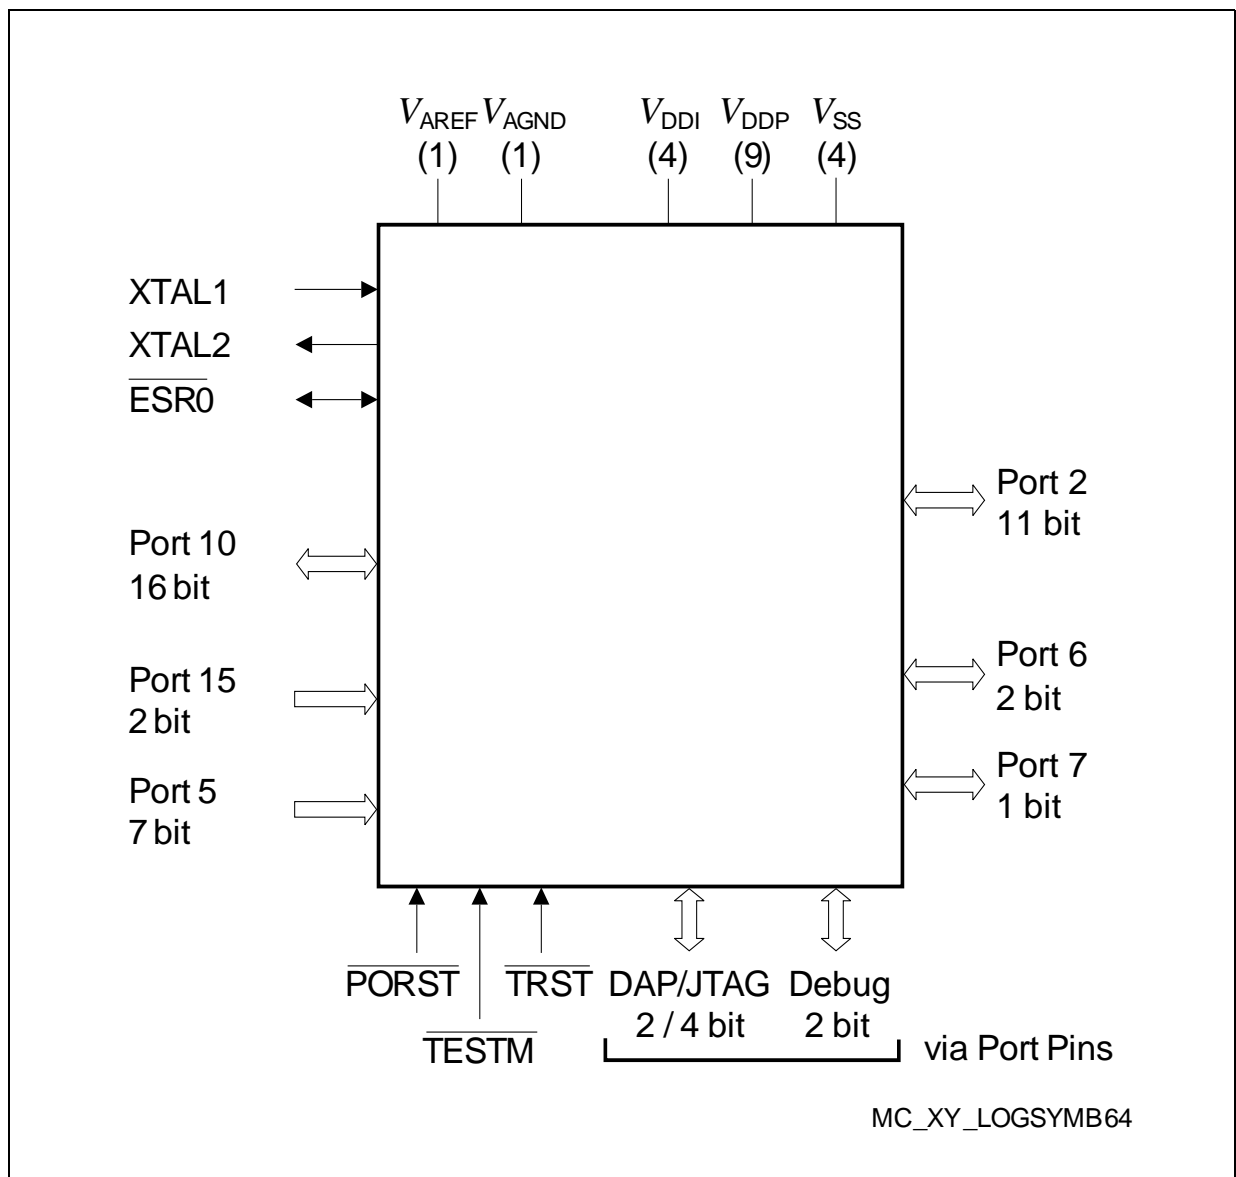 VAREF VAGND VDDI VDDP VSS
(1) (1) (4) (9) (4)
XTAL1
XTAL2
ESR0
Port 2
11 bit
Port 10
16 bit
Port 6
2 bit
Port 15
2 bit
Port 7
1 bit
Port 5
7 bit
PORST TRST DAP/JTAG Debug
2 / 4 bit 2 bit
TESTM via Port Pins
MC_XY_LOGSYMB64